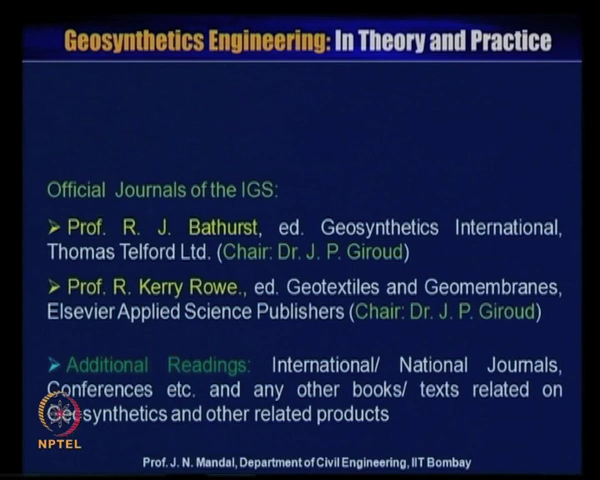 Geosynthetics Engineering: In Theory and Practice
Official Journals of the IGS:
➢ Prof. R. J. Bathurst, ed. Geosynthetics International,
Thomas Telford Ltd. (Chair: Dr. J. P. Giroud)
➢ Prof. R. Kerry Rowe., ed. Geotextiles and Geomembranes,
Elsevier Applied Science Publishers (Chair: Dr. J. P. Giroud)
➢ Additional Readings: International/ National Journals,
Conferences etc. and any other books/ texts related on
Geosynthetics and other related products
NPTEL
Prof. J. N. Mandal, Department of Civil Engineering, IIT Bombay